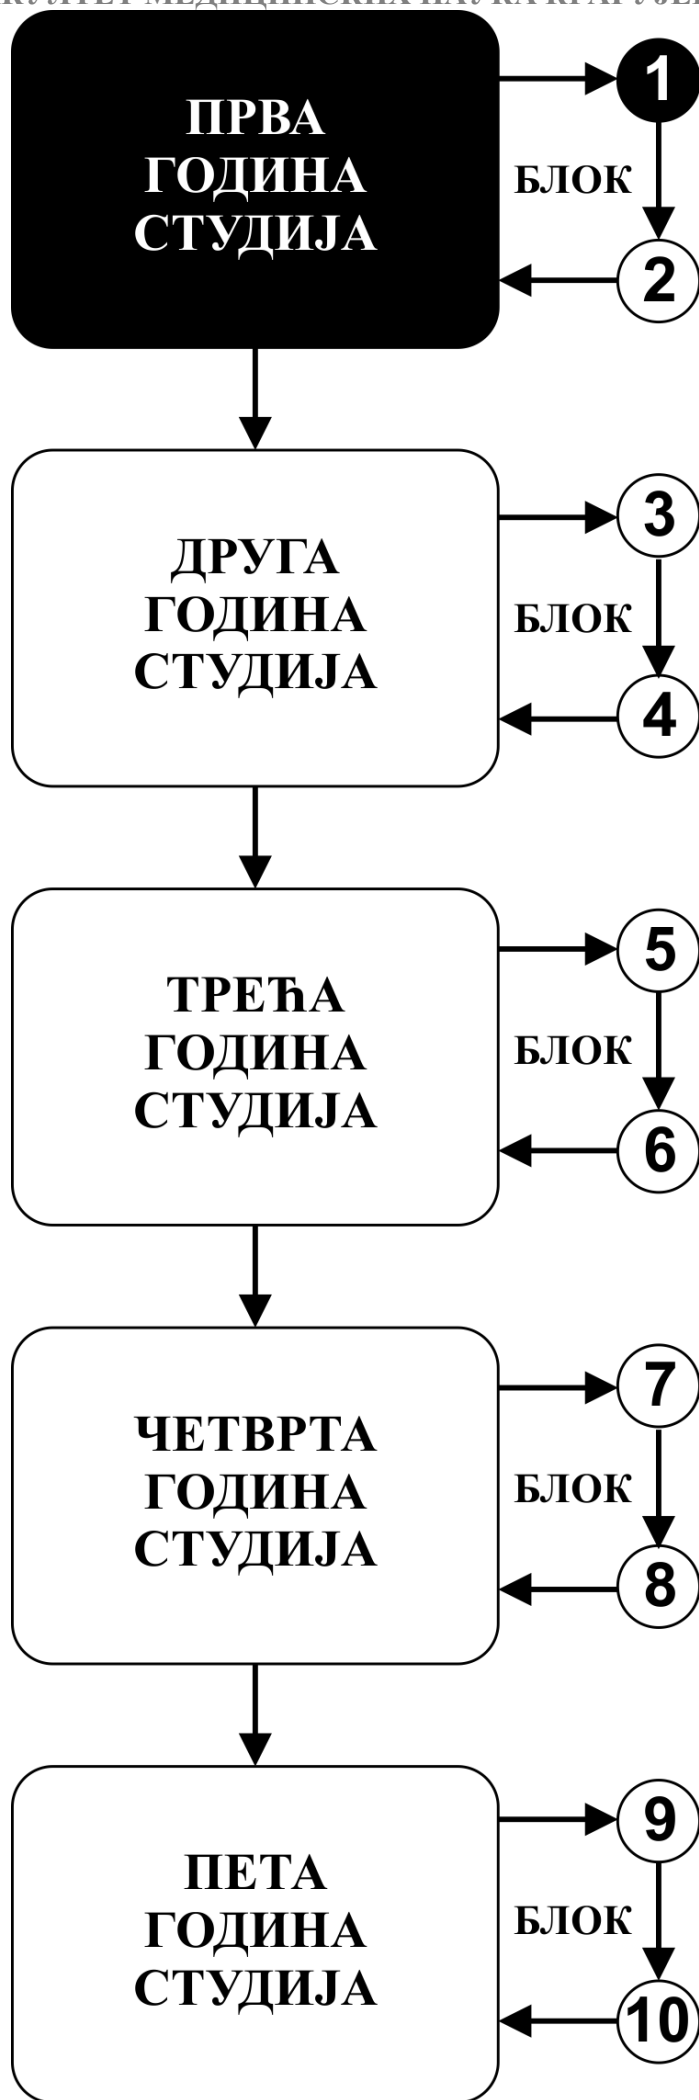 ПРВА
ГОДИНА
СТУДИЈА
1
БЛОК
2
ДРУГА
ГОДИНА
СТУДИЈА
3
БЛОК
4
ТРЕЋА
ГОДИНА
СТУДИЈА
5
БЛОК
6
ЧЕТВРТА
ГОДИНА
СТУДИЈА
7
БЛОК
8
ПЕТА
ГОДИНА
СТУДИЈА
9
БЛОК
10